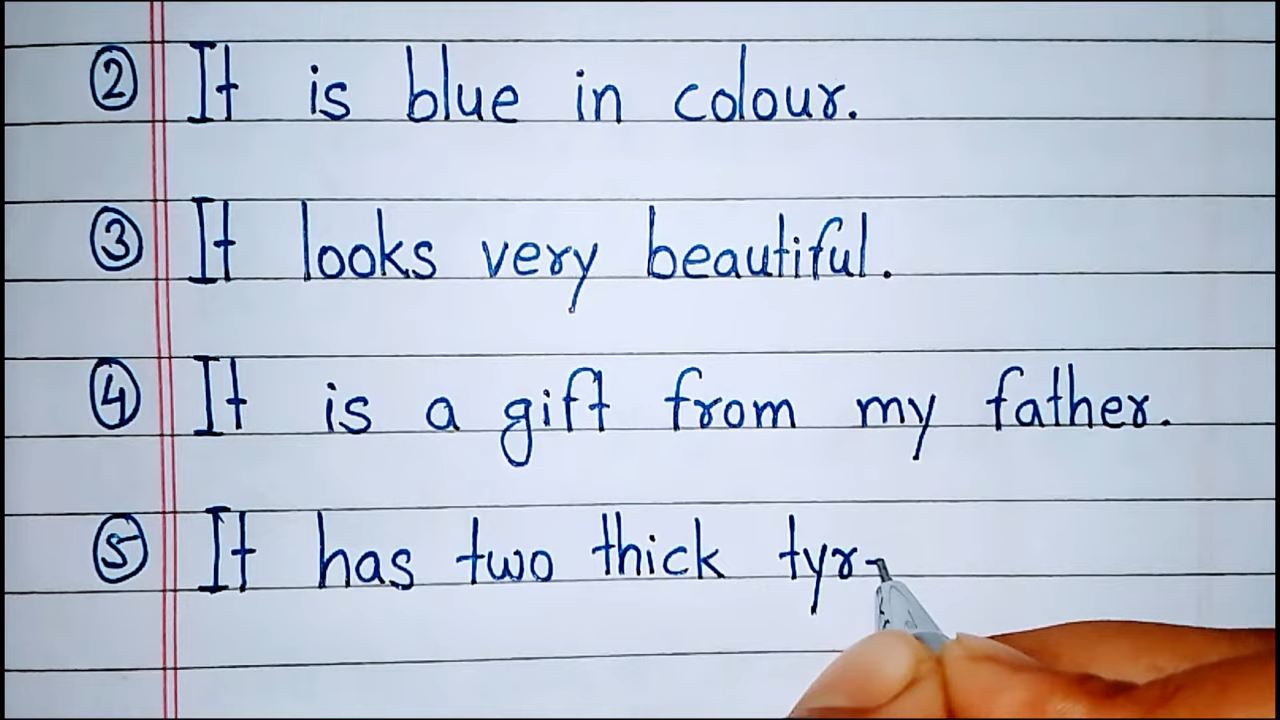 ② It is blue in colour.
③ It looks very beautiful.
④ It is a gift from my father.
⑤ It has two thick tyr